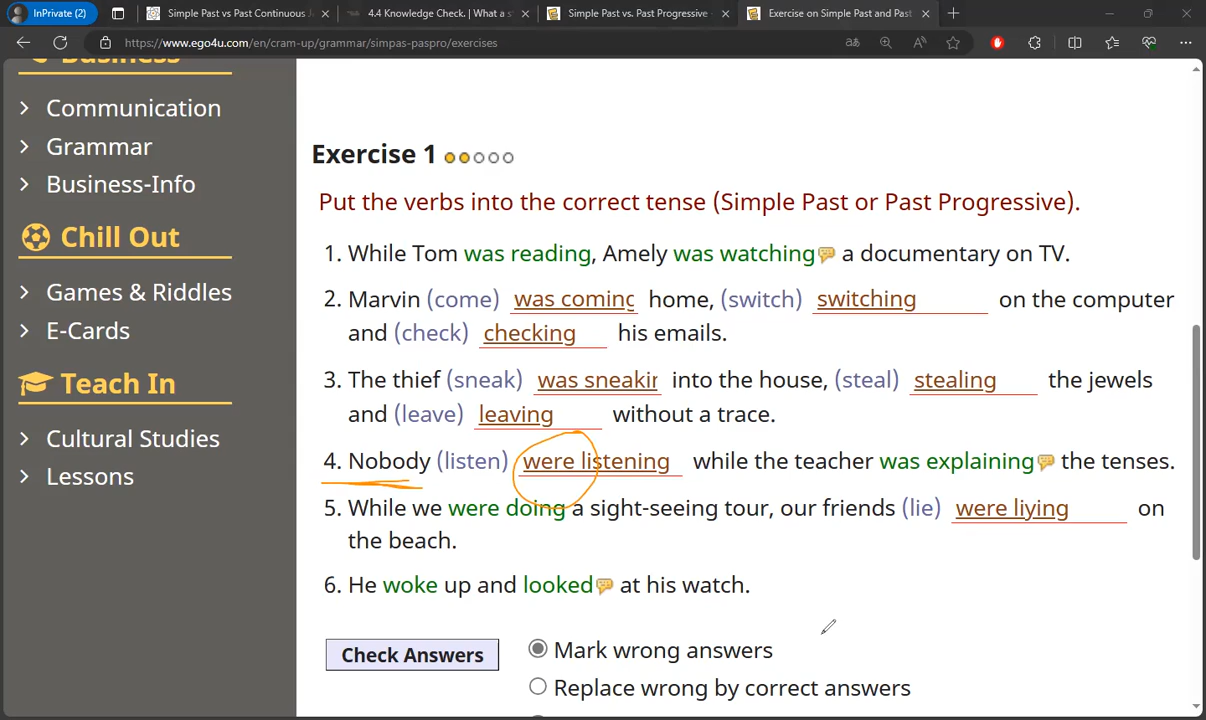 InPrivate (2)
Simple Past vs Past Continuous
4.4 Knowledge Check. | What a s
Simple Past vs. Past Progressive
Exercise on Simple Past and Past
https://www.ego4u.com/en/cram-up/grammar/simpas-paspro/exercises
Business
Communication
Grammar
Business-Info
Chill Out
Games & Riddles
E-Cards
Teach In
Cultural Studies
Lessons
Exercise 1
Put the verbs into the correct tense (Simple Past or Past Progressive).
1. While Tom was reading, Amely was watching a documentary on TV.
2. Marvin (come) was coming home, (switch) switching on the computer
and (check) checking his emails.
3. The thief (sneak) was sneakin into the house, (steal) stealing the jewels
and (leave) leaving without a trace.
4. Nobody (listen) were listening while the teacher was explaining the tenses.
5. While we were doing a sight-seeing tour, our friends (lie) were liying on
the beach.
6. He woke up and looked at his watch.
Check Answers
Mark wrong answers
Replace wrong by correct answers